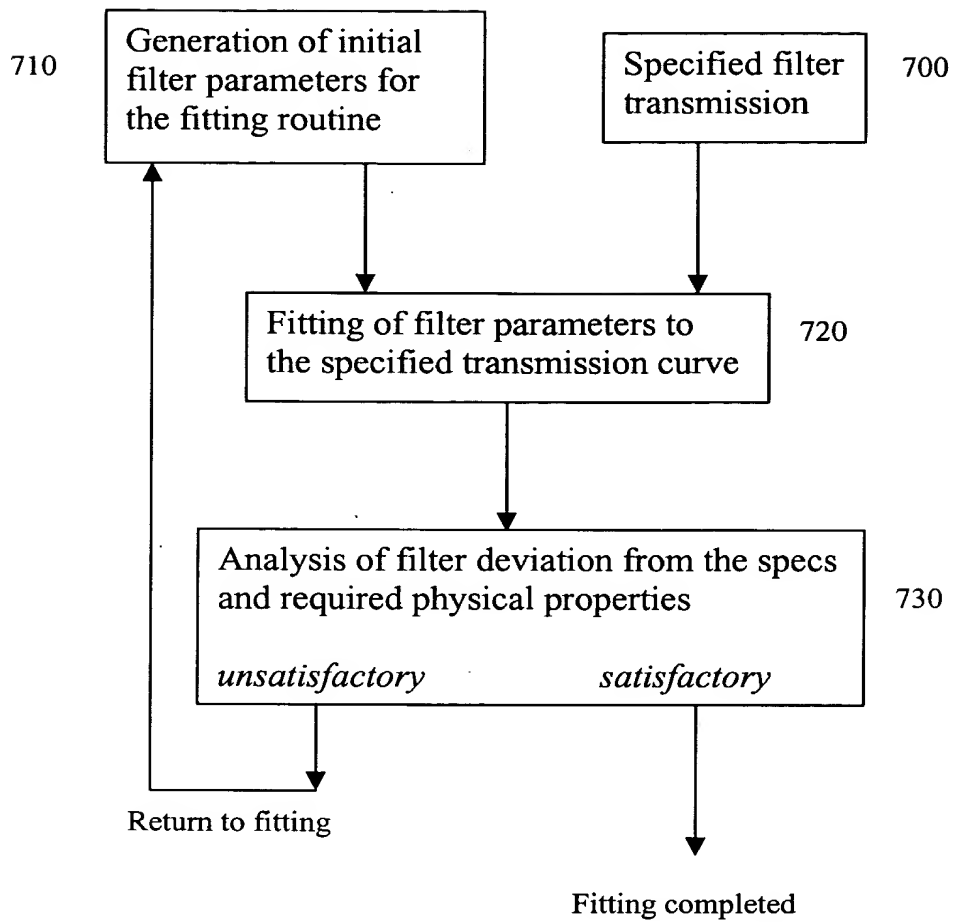 710
Generation of initial
filter parameters for
the fitting routine
Specified filter
transmission
700
Fitting of filter parameters to
the specified transmission curve
720
Analysis of filter deviation from the specs
and required physical properties
730
unsatisfactory
satisfactory
Return to fitting
Fitting completed